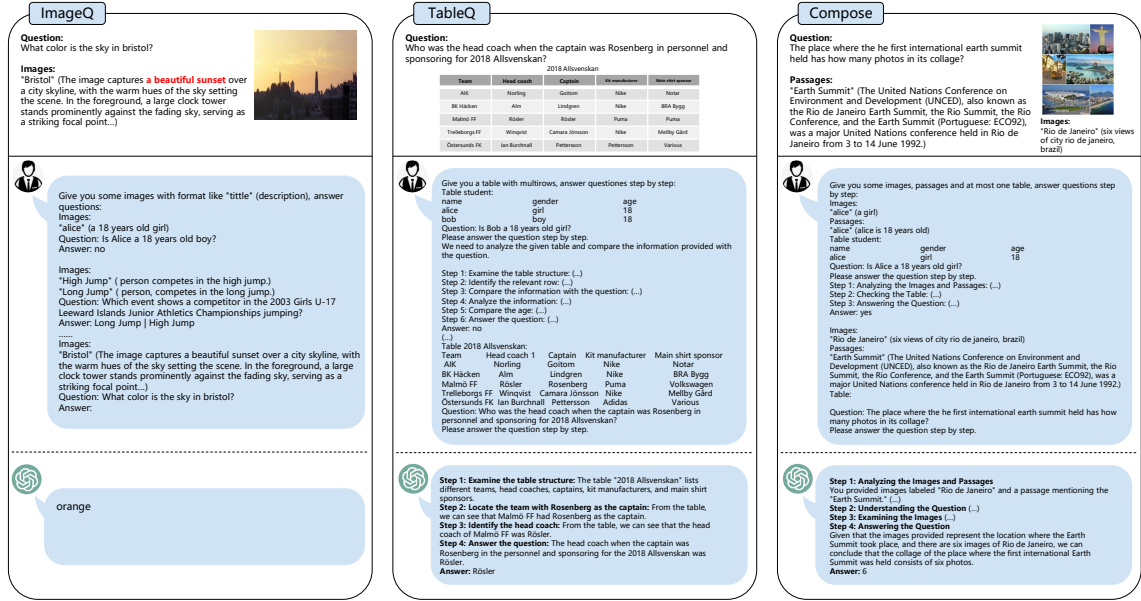 ImageQ
Question:
What color is the sky in bristol?
Images:
"Bristol" (The image captures a beautiful sunset over
a city skyline, with the warm hues of the sky setting
the scene. In the foreground, a large clock tower
stands prominently against the fading sky, serving as
a striking focal point...)
Give you some images with format like "tittle" (description), answer
questions:
Images:
"alice" (a 18 years old girl)
Question: Is Alice a 18 years old boy?
Answer: no
Images:
"High Jump" ( person competes in the high jump.)
"Long Jump" ( person, competes in the long jump.)
Question: Which event shows a competitor in the 2003 Girls U-17
Leeward Islands Junior Athletics Championships jumping?
Answer: Long Jump | High Jump
......
Images:
"Bristol" (The image captures a beautiful sunset over a city skyline, with
the warm hues of the sky setting the scene. In the foreground, a large
clock tower stands prominently against the fading sky, serving as a
striking focal point...)
Question: What color is the sky in bristol?
Answer:
orange
TableQ
Question:
Who was the head coach when the captain was Rosenberg in personnel and
sponsoring for 2018 Allsvenskan?
2018 Allsvenskan
Team Head coach Captain Kit manufacturer Main shirt sponsor
AIK Norling Goitom Nike Notar
BK Häcken Alm Lindgren Nike BRA Bygg
Malmö FF Rösler Rösler Puma Puma
Trelleborgs FF Winqvist Camara Jönsson Nike Mellby Gård
Östersunds FK Ian Burchnall Pettersson Pettersson Various
Give you a table with multirows, answer questiones step by step:
Table student:
name gender age
alice girl 18
bob boy 18
Question: Is Bob a 18 years old girl?
Please answer the question step by step.
We need to analyze the given table and compare the information provided with
the question.
Step 1: Examine the table structure: (...)
Step 2: Identify the relevant row: (...)
Step 3: Compare the information with the question: (...)
Step 4: Analyze the information: (...)
Step 5: Compare the age: (...)
Step 6: Answer the question: (...)
Answer: no
(...)
Table 2018 Allsvenskan:
Team Head coach 1 Captain Kit manufacturer Main shirt sponsor
AIK Norling Goitom Nike Notar
BK Häcken Alm Lindgren Nike BRA Bygg
Malmö FF Rösler Rosenberg Puma Volkswagen
Trelleborgs FF Winqvist Camara Jönsson Nike Mellby Gård
Östersunds FK Ian Burchnall Pettersson Adidas Various
Question: Who was the head coach when the captain was Rosenberg in
personnel and sponsoring for 2018 Allsvenskan?
Please answer the question step by step.
Step 1: Examine the table structure: The table "2018 Allsvenskan" lists
different teams, head coaches, captains, kit manufacturers, and main shirt
sponsors.
Step 2: Locate the team with Rosenberg as the captain: From the table,
we can see that Malmö FF had Rosenberg as the captain.
Step 3: Identify the head coach: From the table, we can see that the head
coach of Malmö FF was Rösler.
Step 4: Answer the question: The head coach when the captain was
Rosenberg in the personnel and sponsoring for the 2018 Allsvenskan was
Rösler.
Answer: Rösler
Compose
Question:
The place where the he first international earth summit
held has how many photos in its collage?
Passages:
"Earth Summit" (The United Nations Conference on
Environment and Development (UNCED), also known as
the Rio de Janeiro Earth Summit, the Rio Summit, the Rio
Conference, and the Earth Summit (Portuguese: ECO92),
was a major United Nations conference held in Rio de
Janeiro from 3 to 14 June 1992.)
Images:
"Rio de Janeiro" (six views
of city rio de janeiro,
brazil)
Give you some images, passages and at most one table, answer questions step
by step:
Images:
"alice" (a girl)
Passages:
"alice" (alice is 18 years old)
Table student:
name gender age
alice girl 18
Question: Is Alice a 18 years old girl?
Please answer the question step by step.
Step 1: Analyzing the Images and Passages: (...)
Step 2: Checking the Table: (...)
Step 3: Answering the Question: (...)
Answer: yes
Images:
"Rio de Janeiro" (six views of city rio de janeiro, brazil)
Passages:
"Earth Summit" (The United Nations Conference on Environment and
Development (UNCED), also known as the Rio de Janeiro Earth Summit, the Rio
Summit, the Rio Conference, and the Earth Summit (Portuguese: ECO92), was a
major United Nations conference held in Rio de Janeiro from 3 to 14 June 1992.)
Table:
Question: The place where the he first international earth summit held has how
many photos in its collage?
Please answer the question step by step.
Step 1: Analyzing the Images and Passages
You provided images labeled "Rio de Janeiro" and a passage mentioning the
"Earth Summit." (...)
Step 2: Understanding the Question (...)
Step 3: Examining the Images (...)
Step 4: Answering the Question
Given that the images provided represent the location where the Earth
Summit took place, and there are six images of Rio de Janeiro, we can
conclude that the collage of the place where the first international Earth
Summit was held consists of six photos.
Answer: 6